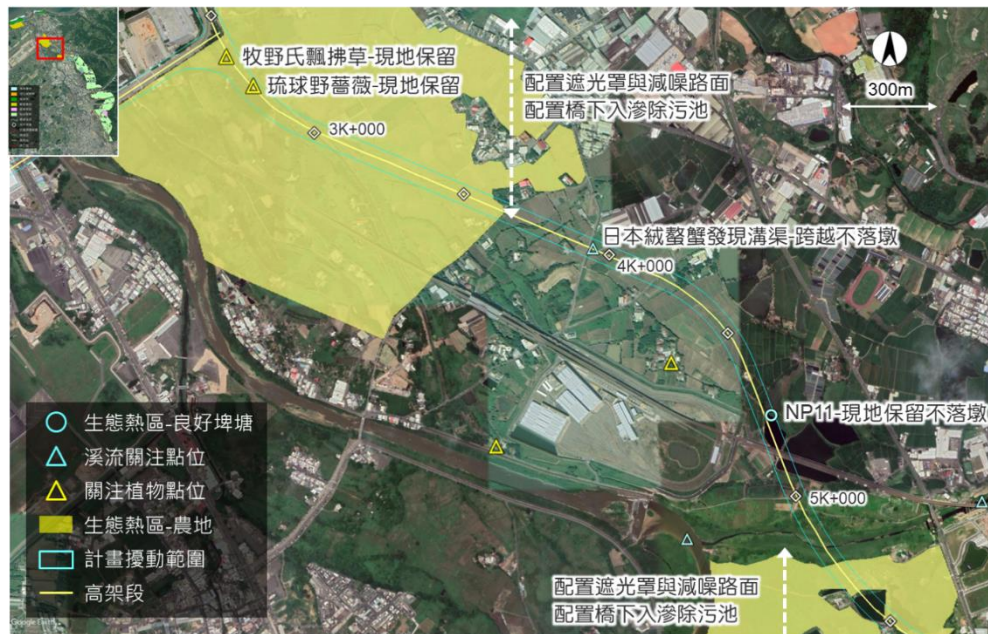 牧野氏飄拂草-現地保留
琉球野薔薇-現地保留
3K+000
配置遮光罩與減噪路面
配置橋下入滲除污池
300m
日本絨螯蟹發現溝渠-跨越不落墩
4K+000
NP11-現地保留不落墩
5K+000
配置遮光罩與減噪路面
配置橋下入滲除污池
生態熱區-良好埤塘
溪流關注點位
關注植物點位
生態熱區-農地
計畫擾動範圍
高架段
Google Earth